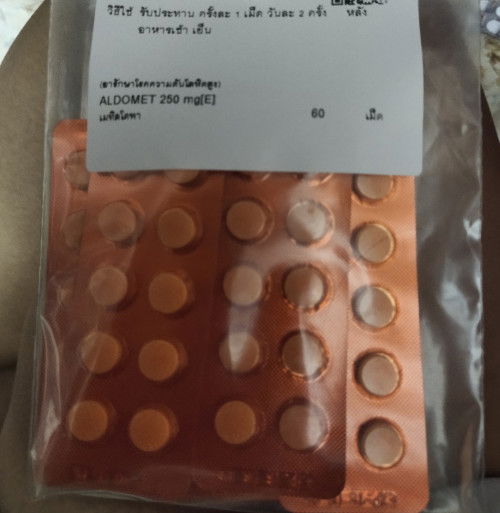 วิธีใช้ รับประทาน ครั้งละ 1 เม็ด วันละ 2 ครั้ง หลัง
อาหารเช้า เย็น
(ยารักษาโรคความดันโลหิตสูง)
ALDOMET 250 mg[E]
เมทิลโดพา 60 เม็ด